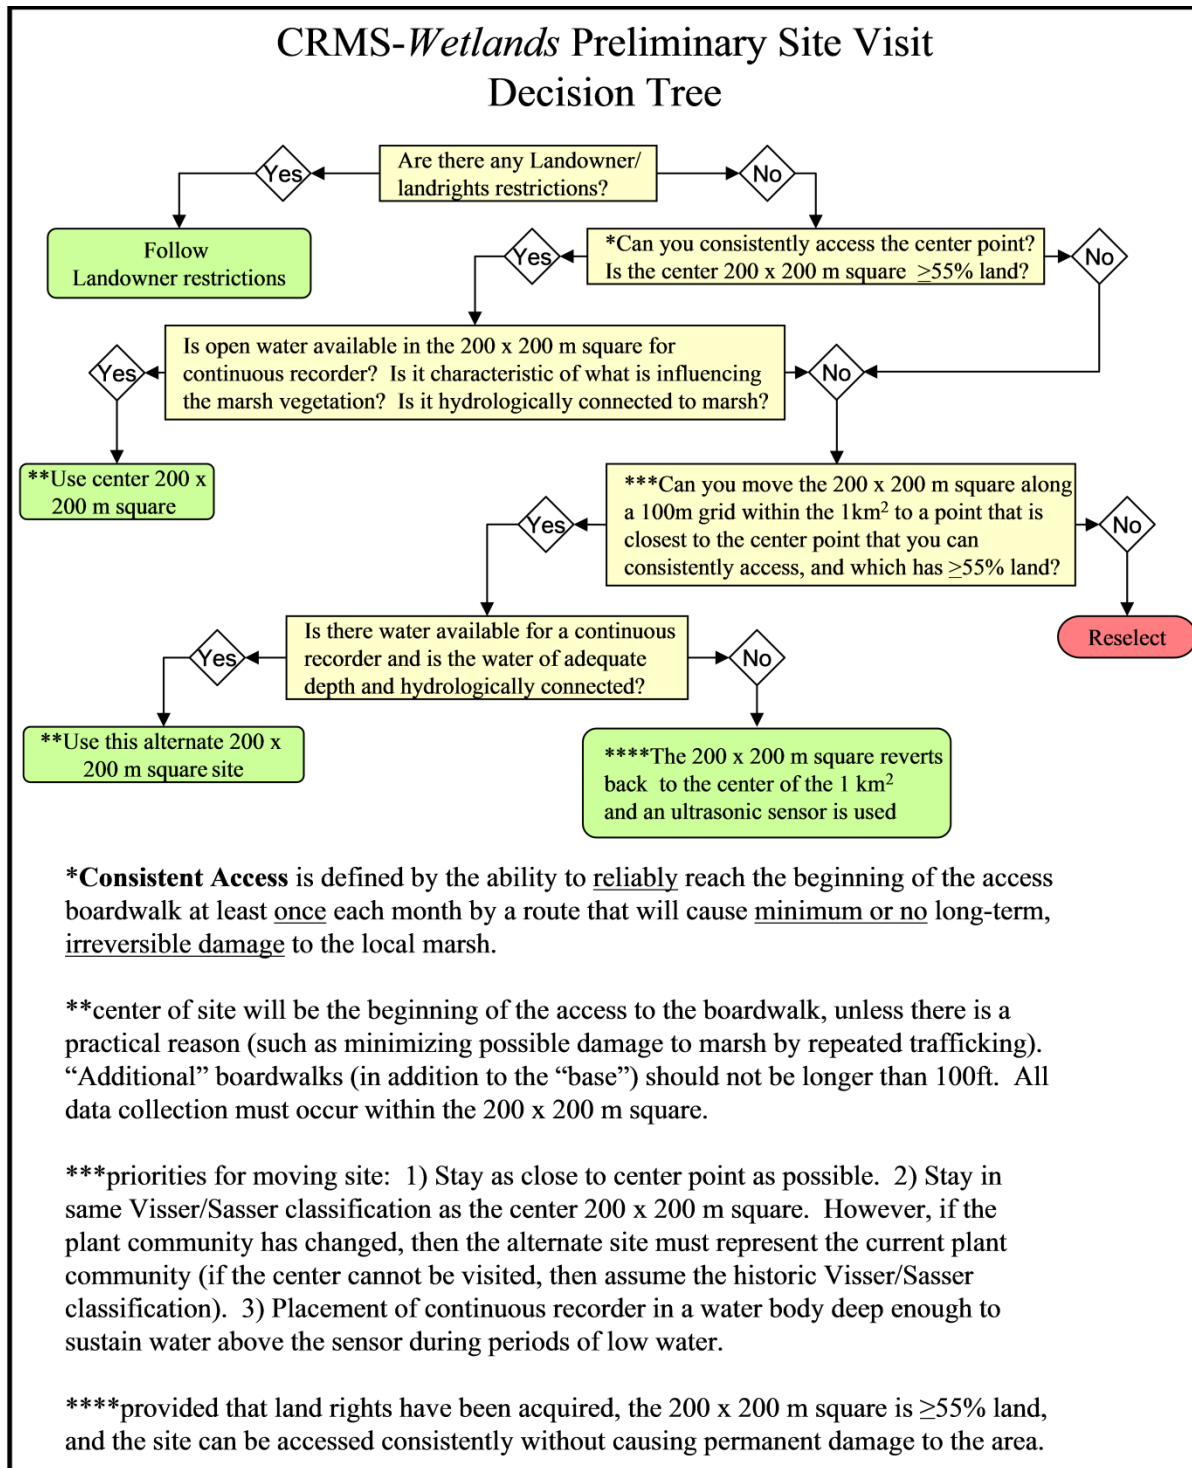 CRMS-Wetlands Preliminary Site Visit
Decision Tree
Yes
Are there any Landowner/
landrights restrictions?
No
Follow
Landowner restrictions
Yes
*Can you consistently access the center point?
Is the center 200 x 200 m square ≥55% land?
No
Yes
Is open water available in the 200 x 200 m square for
continuous recorder?  Is it characteristic of what is influencing
the marsh vegetation?  Is it hydrologically connected to marsh?
No
**Use center 200 x
200 m square
Yes
***Can you move the 200 x 200 m square along
a 100m grid within the 1km² to a point that is
closest to the center point that you can
consistently access, and which has ≥55% land?
No
Yes
Is there water available for a continuous
recorder and is the water of adequate
depth and hydrologically connected?
No
Reselect
**Use this alternate 200 x
200 m square site
****The 200 x 200 m square reverts
back  to the center of the 1 km²
and an ultrasonic sensor is used
*Consistent Access is defined by the ability to reliably reach the beginning of the access
boardwalk at least once each month by a route that will cause minimum or no long-term,
irreversible damage to the local marsh.
**center of site will be the beginning of the access to the boardwalk, unless there is a
practical reason (such as minimizing possible damage to marsh by repeated trafficking).
“Additional” boardwalks (in addition to the “base”) should not be longer than 100ft.  All
data collection must occur within the 200 x 200 m square.
***priorities for moving site:  1) Stay as close to center point as possible.  2) Stay in
same Visser/Sasser classification as the center 200 x 200 m square.  However, if the
plant community has changed, then the alternate site must represent the current plant
community (if the center cannot be visited, then assume the historic Visser/Sasser
classification).  3) Placement of continuous recorder in a water body deep enough to
sustain water above the sensor during periods of low water.
****provided that land rights have been acquired, the 200 x 200 m square is ≥55% land,
and the site can be accessed consistently without causing permanent damage to the area.